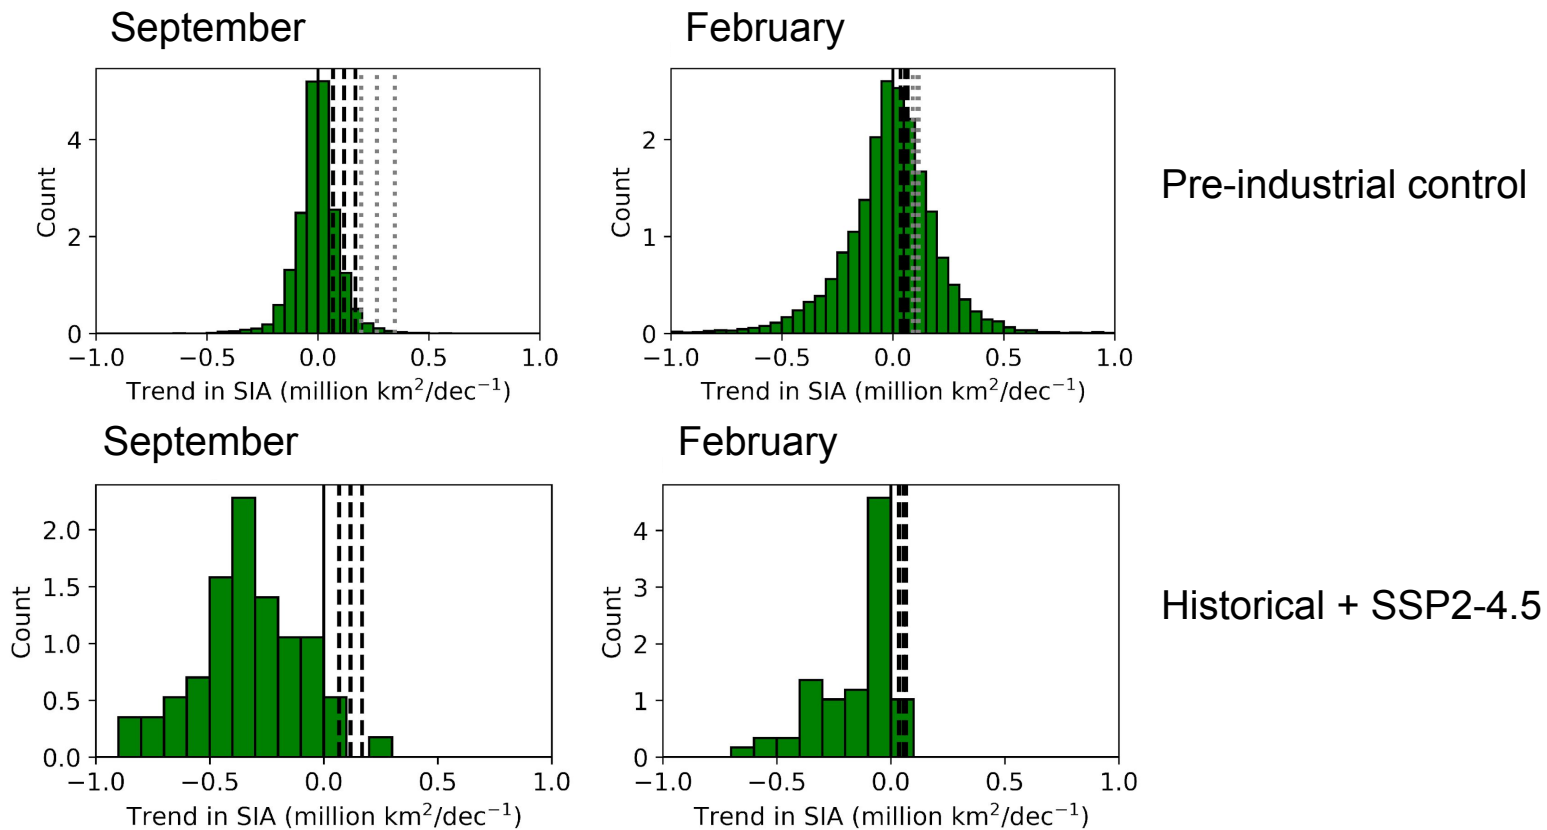 September
February
4
2
0
Count
−1.0 −0.5 0.0 0.5 1.0
Trend in SIA (million km²/dec⁻¹)
2
1
0
Count
−1.0 −0.5 0.0 0.5 1.0
Trend in SIA (million km²/dec⁻¹)
Pre-industrial control
September
February
2.0
1.5
1.0
0.5
0.0
Count
−1.0 −0.5 0.0 0.5 1.0
Trend in SIA (million km²/dec⁻¹)
4
3
2
1
0
Count
−1.0 −0.5 0.0 0.5 1.0
Trend in SIA (million km²/dec⁻¹)
Historical + SSP2-4.5